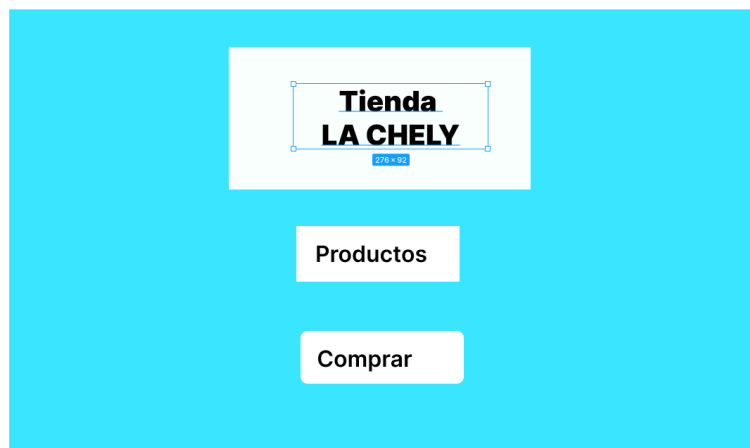 Tienda
LA CHELY
276 × 92
Productos
Comprar